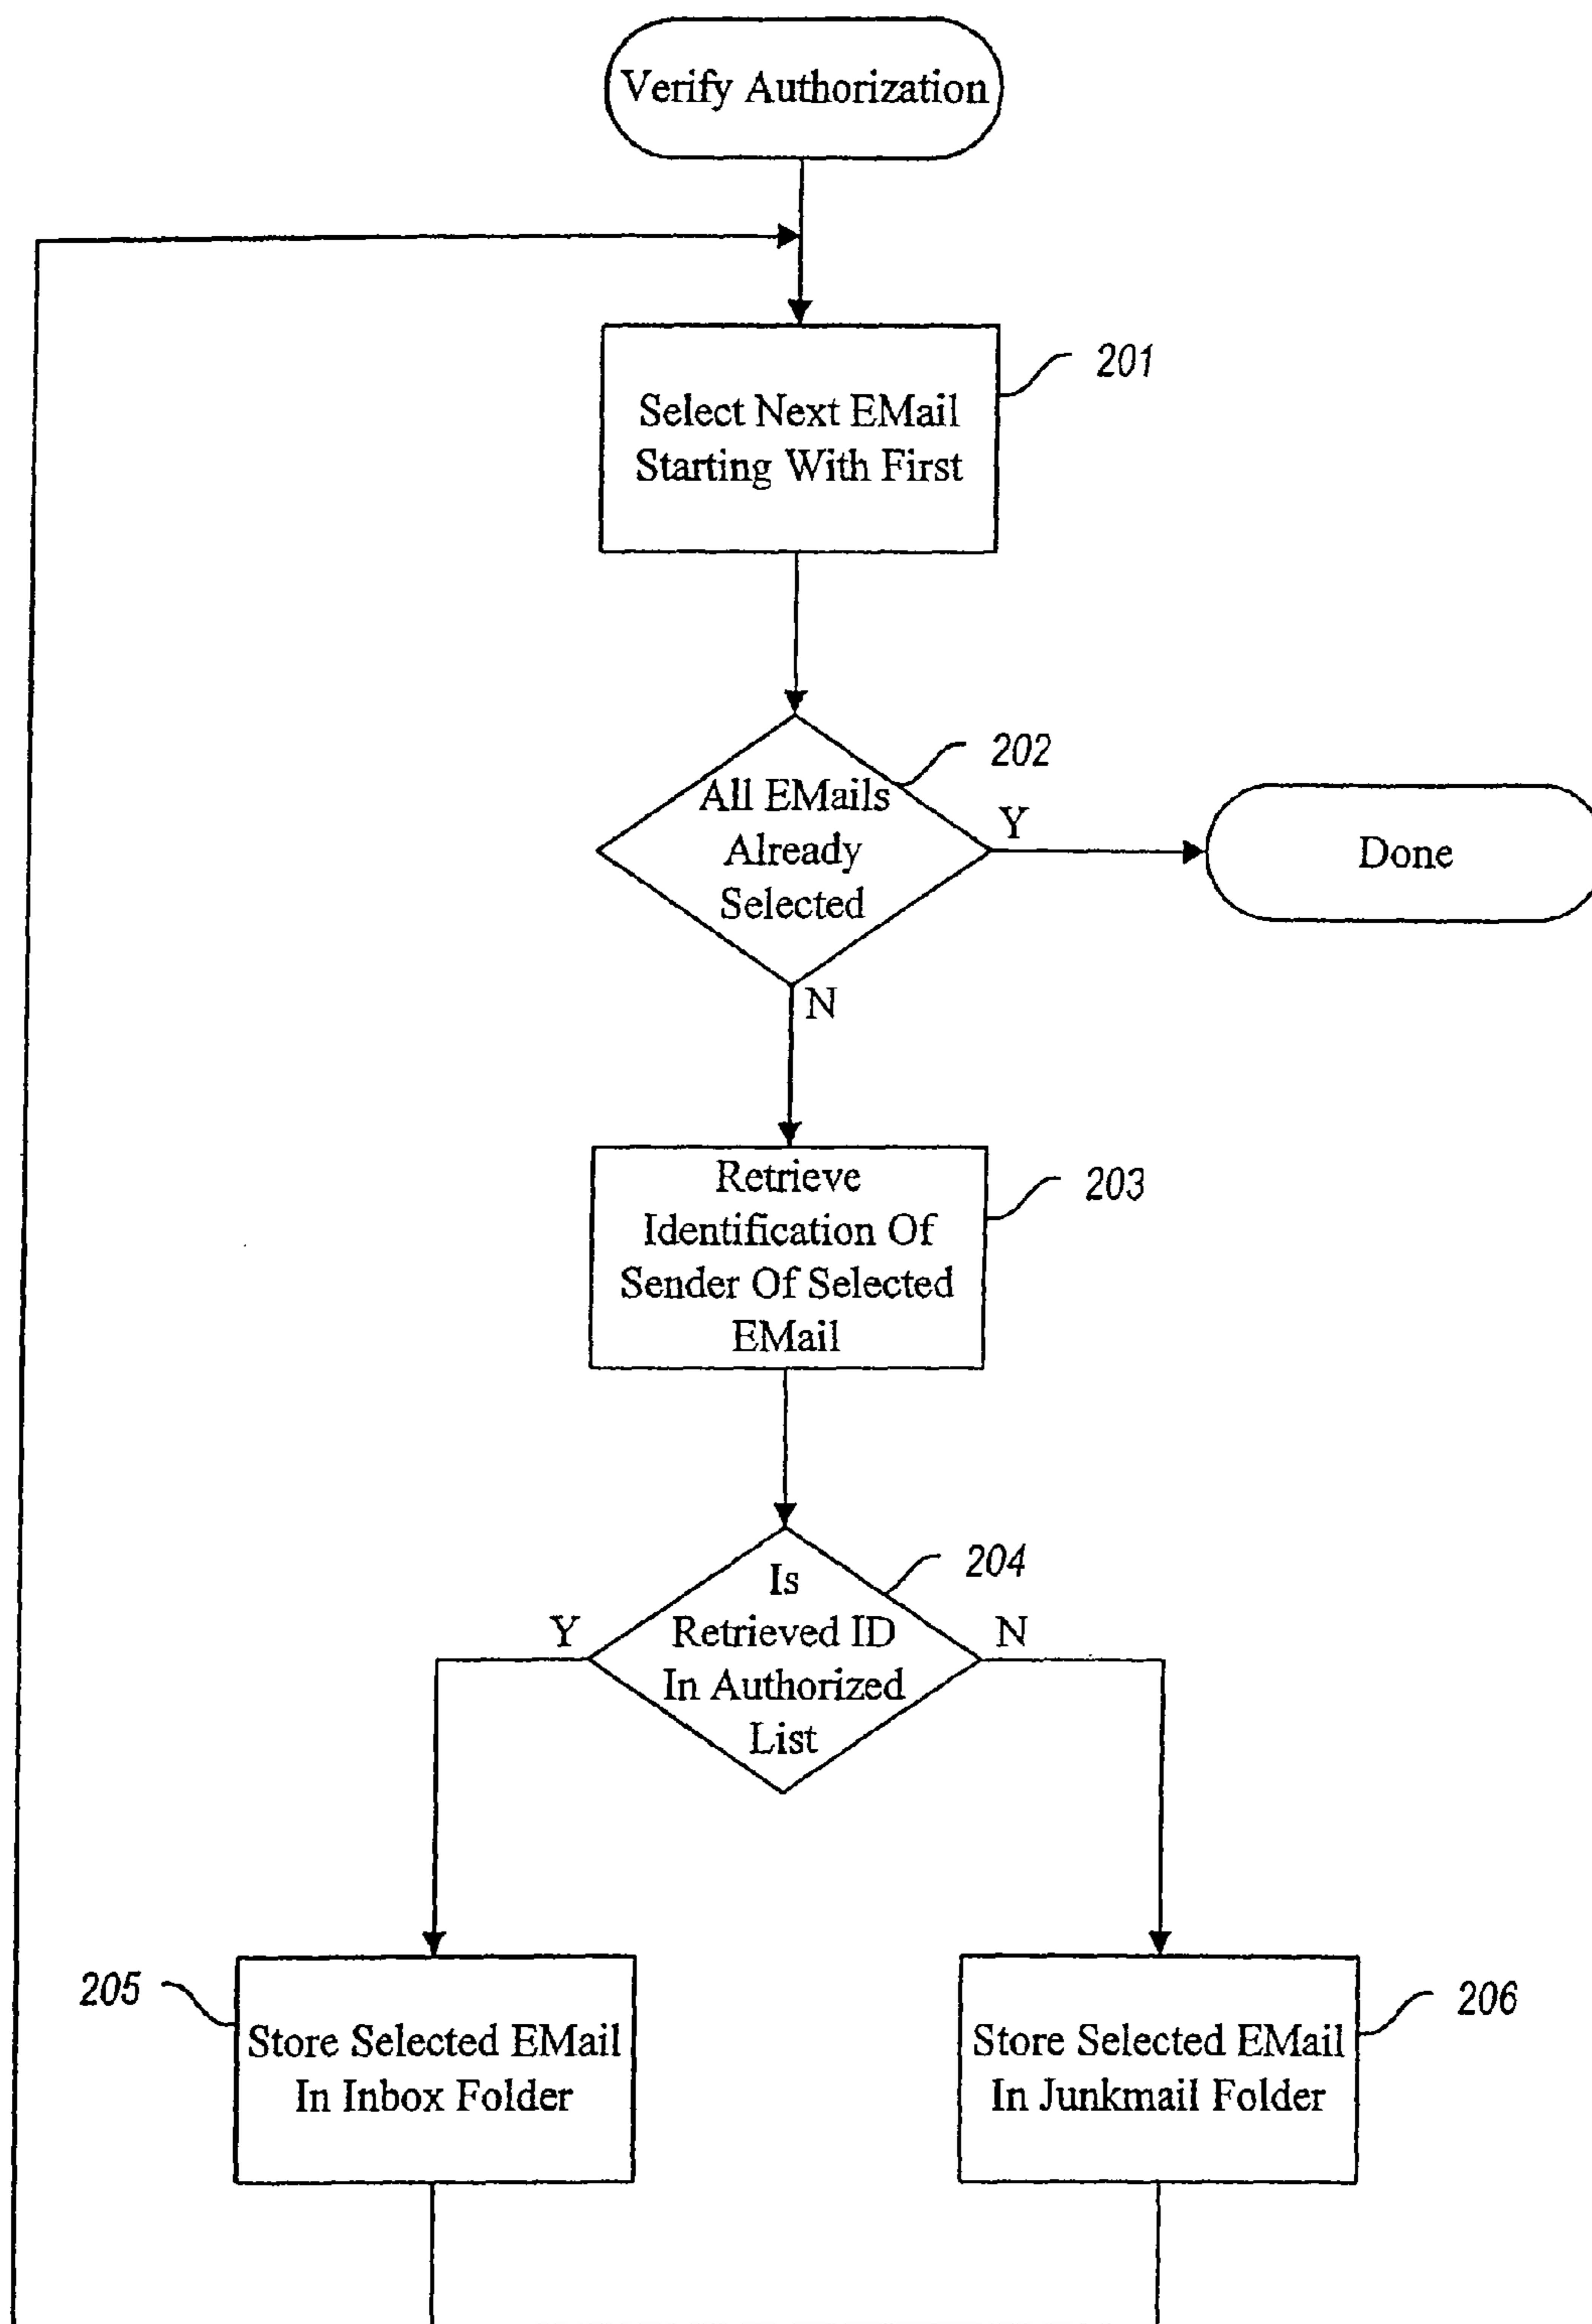 Verify Authorization
201
Select Next EMail
Starting With First
202
All EMails
Already
Selected
Y
Done
N
Retrieve
Identification Of
Sender Of Selected
EMail
203
Is
Retrieved ID
In Authorized
List
204
Y
N
205
Store Selected EMail
In Inbox Folder
Store Selected EMail
In Junkmail Folder
206